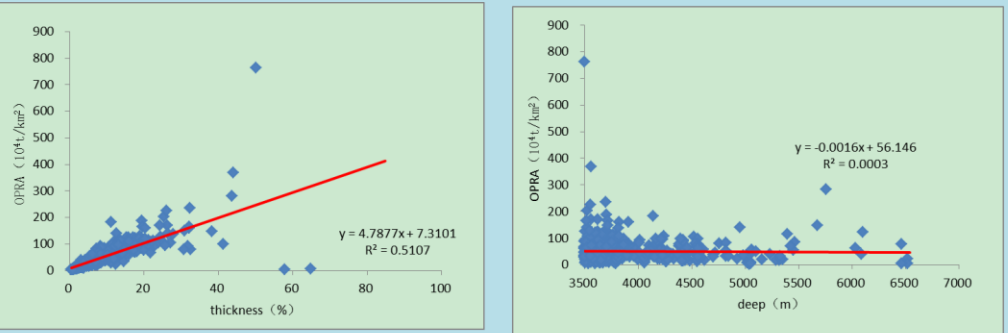 900
800
700
600
500
400
300
200
100
0
OPRA（10⁴t/km²）
y = 4.7877x + 7.3101
R² = 0.5107
0 20 40 60 80 100
thickness（%）
900
800
700
600
500
400
300
200
100
0
OPRA（10⁴t/km²）
y = -0.0016x + 56.146
R² = 0.0003
3500 4000 4500 5000 5500 6000 6500 7000
deep（m）